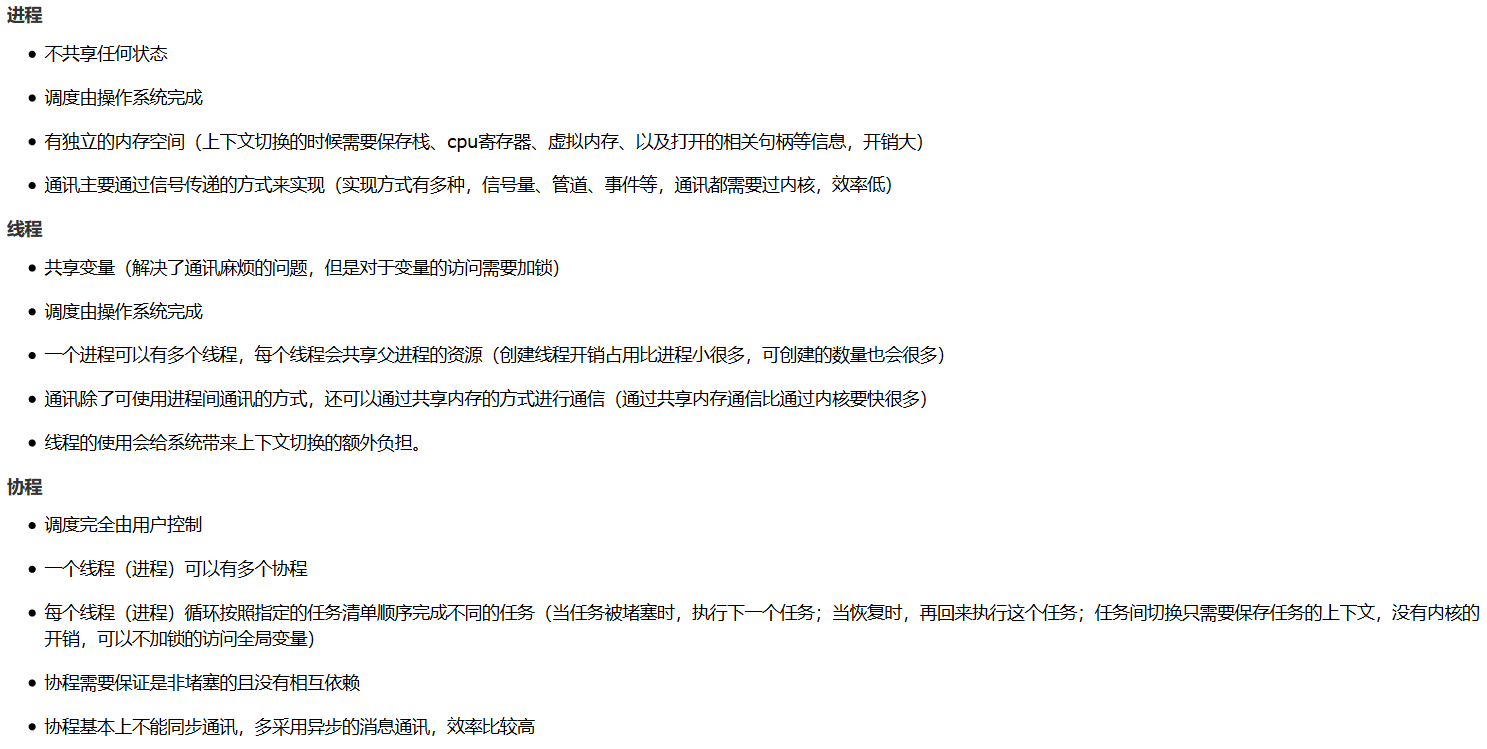 进程
不共享任何状态
调度由操作系统完成
有独立的内存空间（上下文切换的时候需要保存栈、cpu寄存器、虚拟内存、以及打开的相关句柄等信息，开销大）
通讯主要通过信号传递的方式来实现（实现方式有多种，信号量、管道、事件等，通讯都需要过内核，效率低）
线程
共享变量（解决了通讯麻烦的问题，但是对于变量的访问需要加锁）
调度由操作系统完成
一个进程可以有多个线程，每个线程会共享父进程的资源（创建线程开销占用比进程小很多，可创建的数量也会很多）
通讯除了可使用进程间通讯的方式，还可以通过共享内存的方式进行通信（通过共享内存通信比通过内核要快很多）
线程的使用会给系统带来上下文切换的额外负担。
协程
调度完全由用户控制
一个线程（进程）可以有多个协程
每个线程（进程）循环按照指定的任务清单顺序完成不同的任务（当任务被堵塞时，执行下一个任务；当恢复时，再回来执行这个任务；任务间切换只需要保存任务的上下文，没有内核的
开销，可以不加锁的访问全局变量）
协程需要保证是非堵塞的且没有相互依赖
协程基本上不能同步通讯，多采用异步的消息通讯，效率比较高